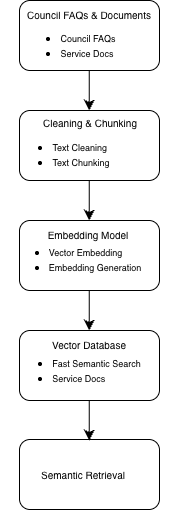 Council FAQs & Documents
Council FAQs
Service Docs
Cleaning & Chunking
Text Cleaning
Text Chunking
Embedding Model
Vector Embedding
Embedding Generation
Vector Database
Fast Semantic Search
Service Docs
Semantic Retrieval